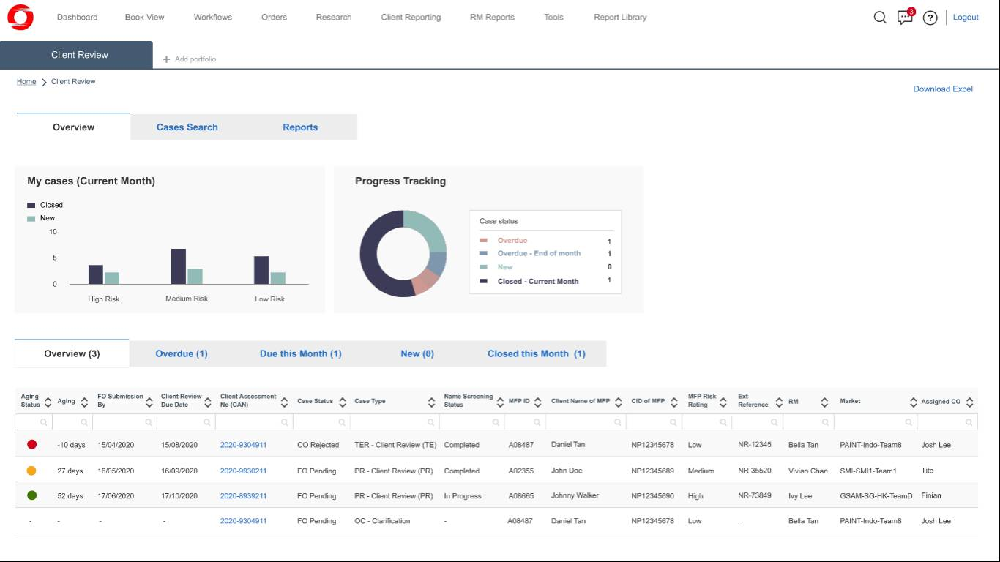 Dashboard Book View Workflows Orders Research Client Reporting RM Reports Tools Report Library 3 ? Logout
Client Review + Add portfolio
Home Client Review
Download Excel
Overview Cases Search Reports
My cases (Current Month)
Closed
New
10
5
0
High Risk Medium Risk Low Risk
Progress Tracking
Case status
Overdue 1
Overdue - End of month 1
New 0
Closed - Current Month 1
Overview (3) Overdue (1) Due this Month (1) New (0) Closed this Month (1)
Aging Status Aging FO Submission By Client Review Due Date Client Assessment No (CAN) Case Status Case Type Name Screening Status MFP ID Client Name of MFP CID of MFP MFP Risk Rating Ext Reference RM Market Assigned CO
-10 days 15/04/2020 15/08/2020 2020-9304911 CO Rejected TER - Client Review (TE) Completed A08487 Daniel Tan NP12345678 Low NR-12345 Bella Tan PAINT-Indo-Team8 Josh Lee
27 days 16/05/2020 16/09/2020 2020-9930211 FO Pending PR - Client Review (PR) Completed A02355 John Doe NP12345689 Medium NR-35520 Vivian Chan SMI-SMI1-Team1 Tito
52 days 17/06/2020 17/10/2020 2020-8939211 FO Pending PR - Client Review (PR) In Progress A08665 Johnny Walker NP12345690 High NR-73849 Ivy Lee GSAM-SG-HK-TeamD Finian
- - - - 2020-9304911 FO Pending OC - Clarification - A08487 Daniel Tan NP12345678 Low - Bella Tan PAINT-Indo-Team8 Josh Lee